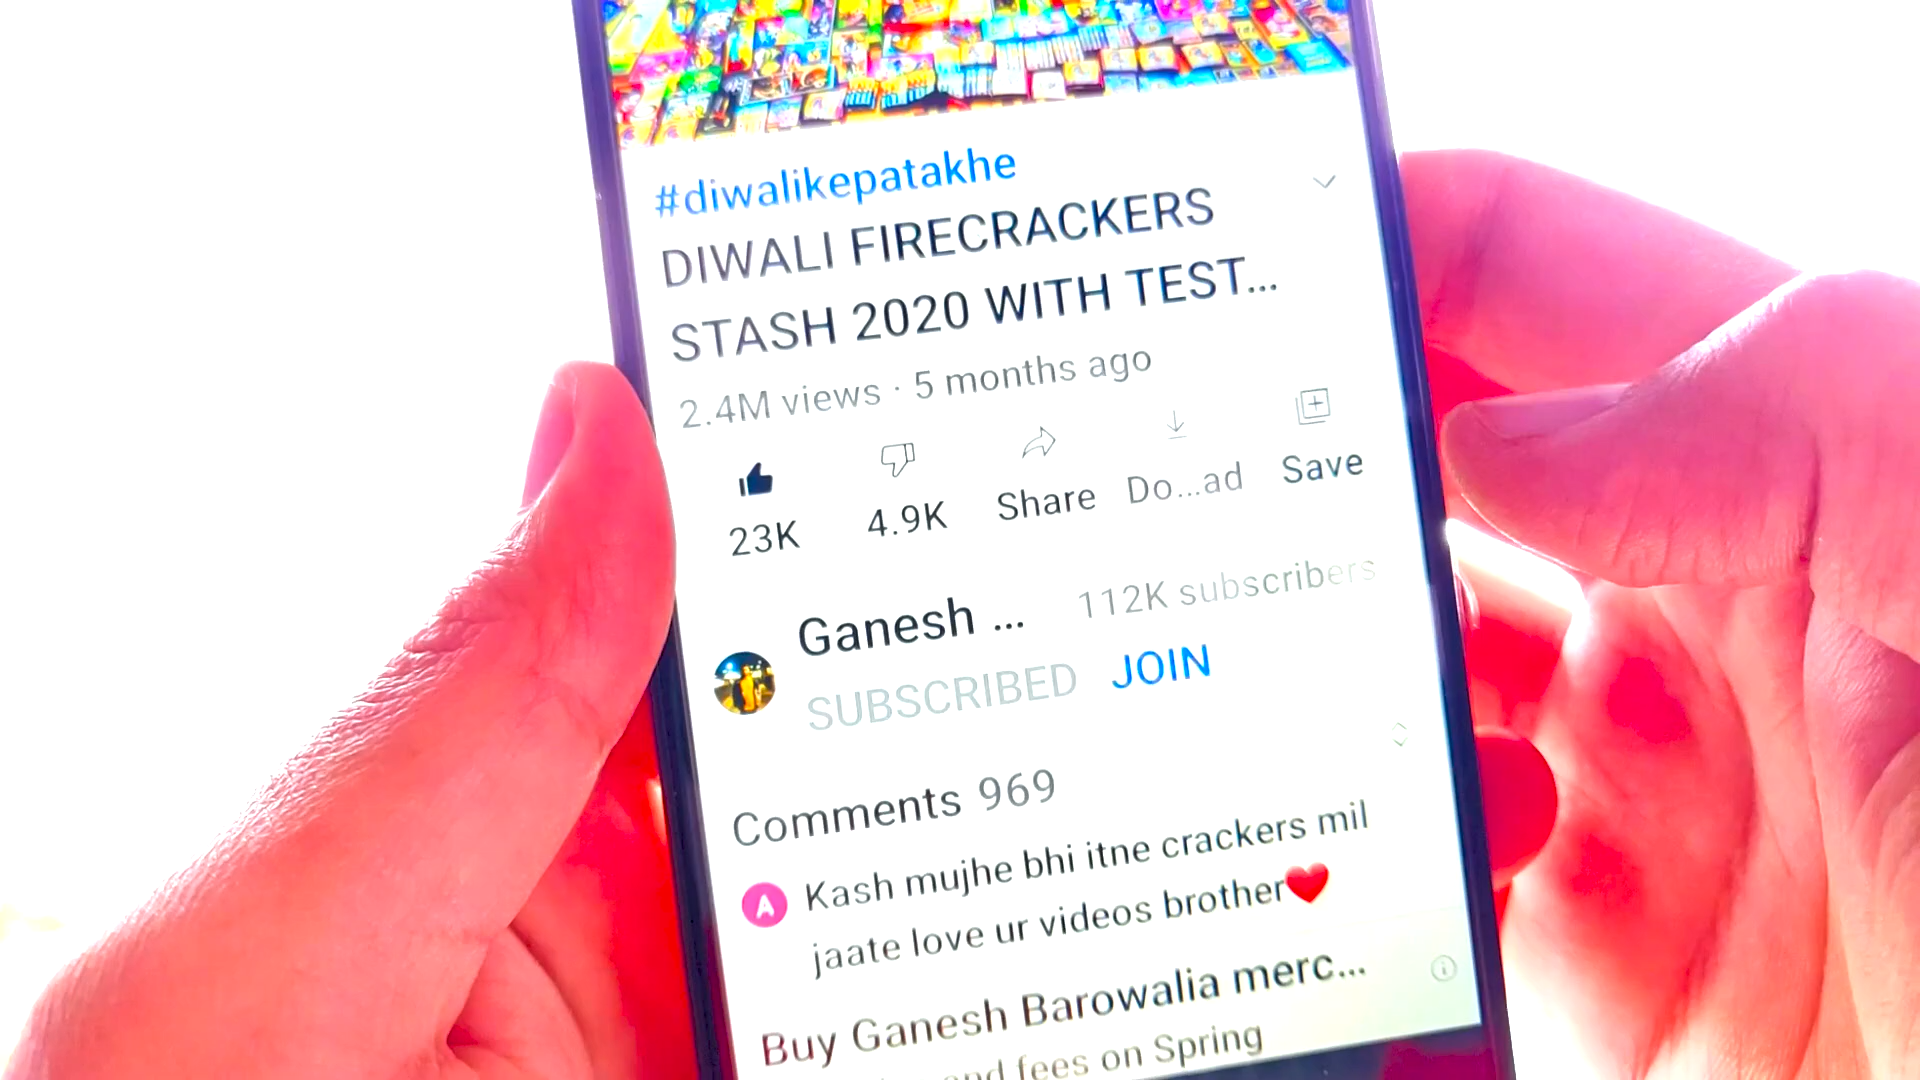 #diwalikepatakhe
DIWALI FIRECRACKERS
STASH 2020 WITH TEST...
2.4M views · 5 months ago
23K
4.9K
Share
Do...ad
Save
Ganesh ...
112K subscribers
SUBSCRIBED JOIN
Comments 969
A
Kash mujhe bhi itne crackers mil
jaate love ur videos brother❤️
Buy Ganesh Barowalia merc...
and fees on Spring